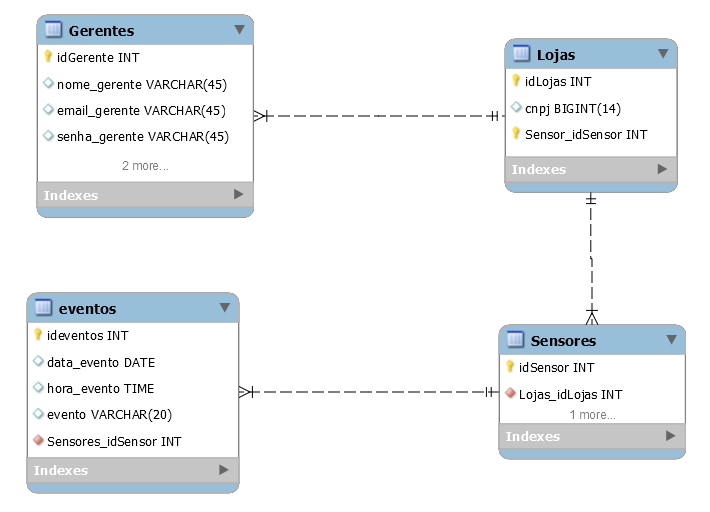 Gerentes
idGerente INT
nome_gerente VARCHAR(45)
email_gerente VARCHAR(45)
senha_gerente VARCHAR(45)
2 more...
Indexes
Lojas
idLojas INT
cnpj BIGINT(14)
Sensor_idSensor INT
Indexes
eventos
ideventos INT
data_evento DATE
hora_evento TIME
evento VARCHAR(20)
Sensores_idSensor INT
Indexes
Sensores
idSensor INT
Lojas_idLojas INT
1 more...
Indexes